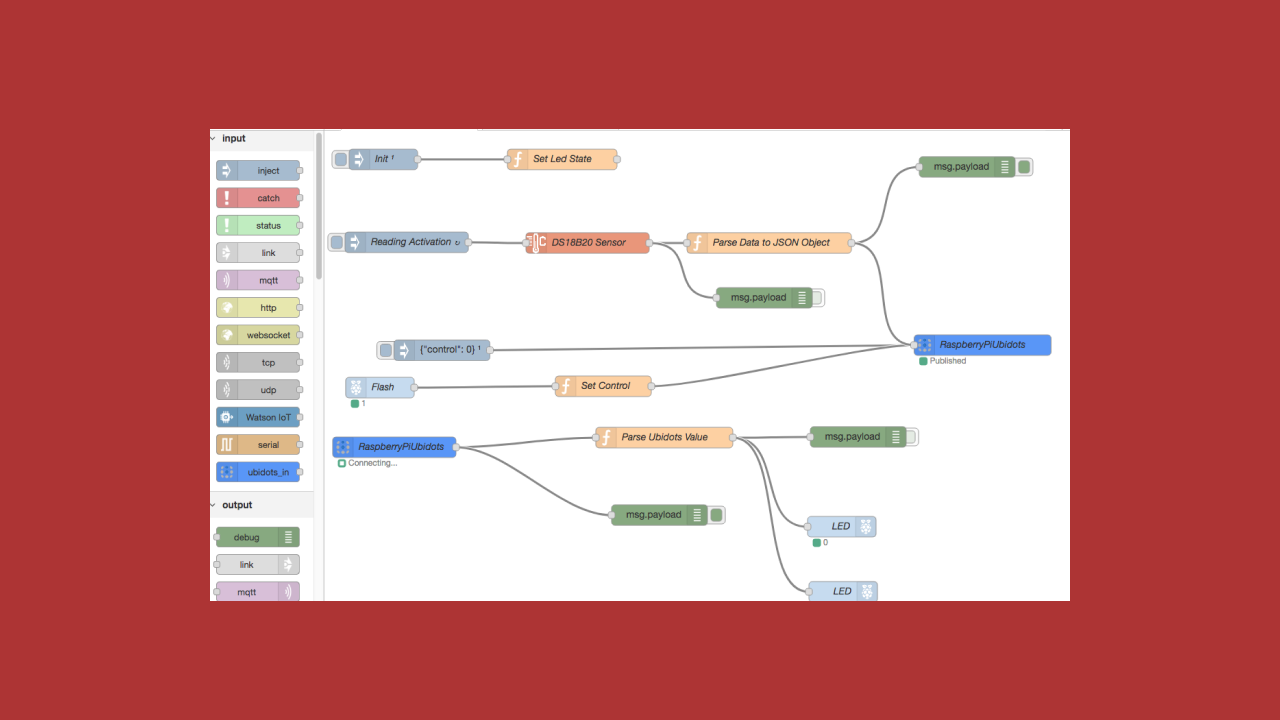 input
inject
catch
status
link
mqtt
http
websocket
tcp
udp
Watson IoT
serial
ubidots_in
output
debug
link
mqtt
Init ¹
Set Led State
msg.payload
Reading Activation ↻
DS18B20 Sensor
Parse Data to JSON Object
msg.payload
{"control": 0} ¹
RaspberryPiUbidots
Published
Flash
1
Set Control
RaspberryPiUbidots
Connecting...
Parse Ubidots Value
msg.payload
msg.payload
LED
0
LED